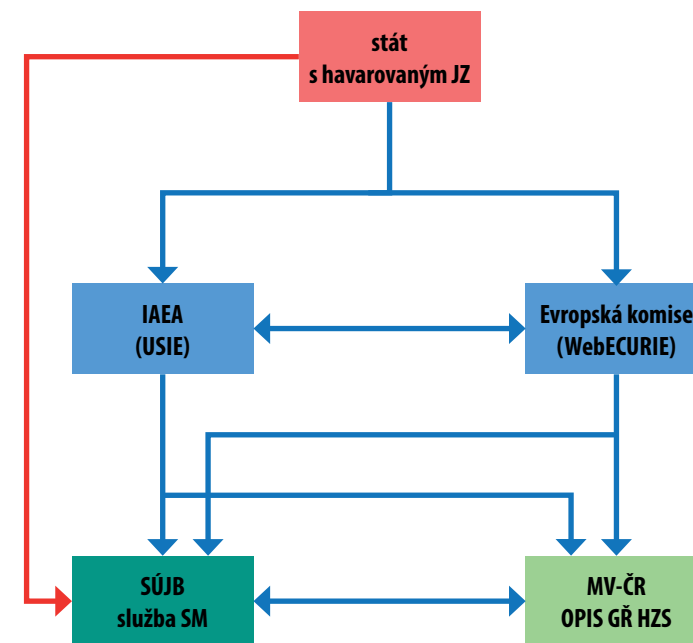 stát
s havarovaným JZ
IAEA
(USIE)
Evropská komise
(WebECURIE)
SÚJB
služba SM
MV-ČR
OPIS GŘ HZS